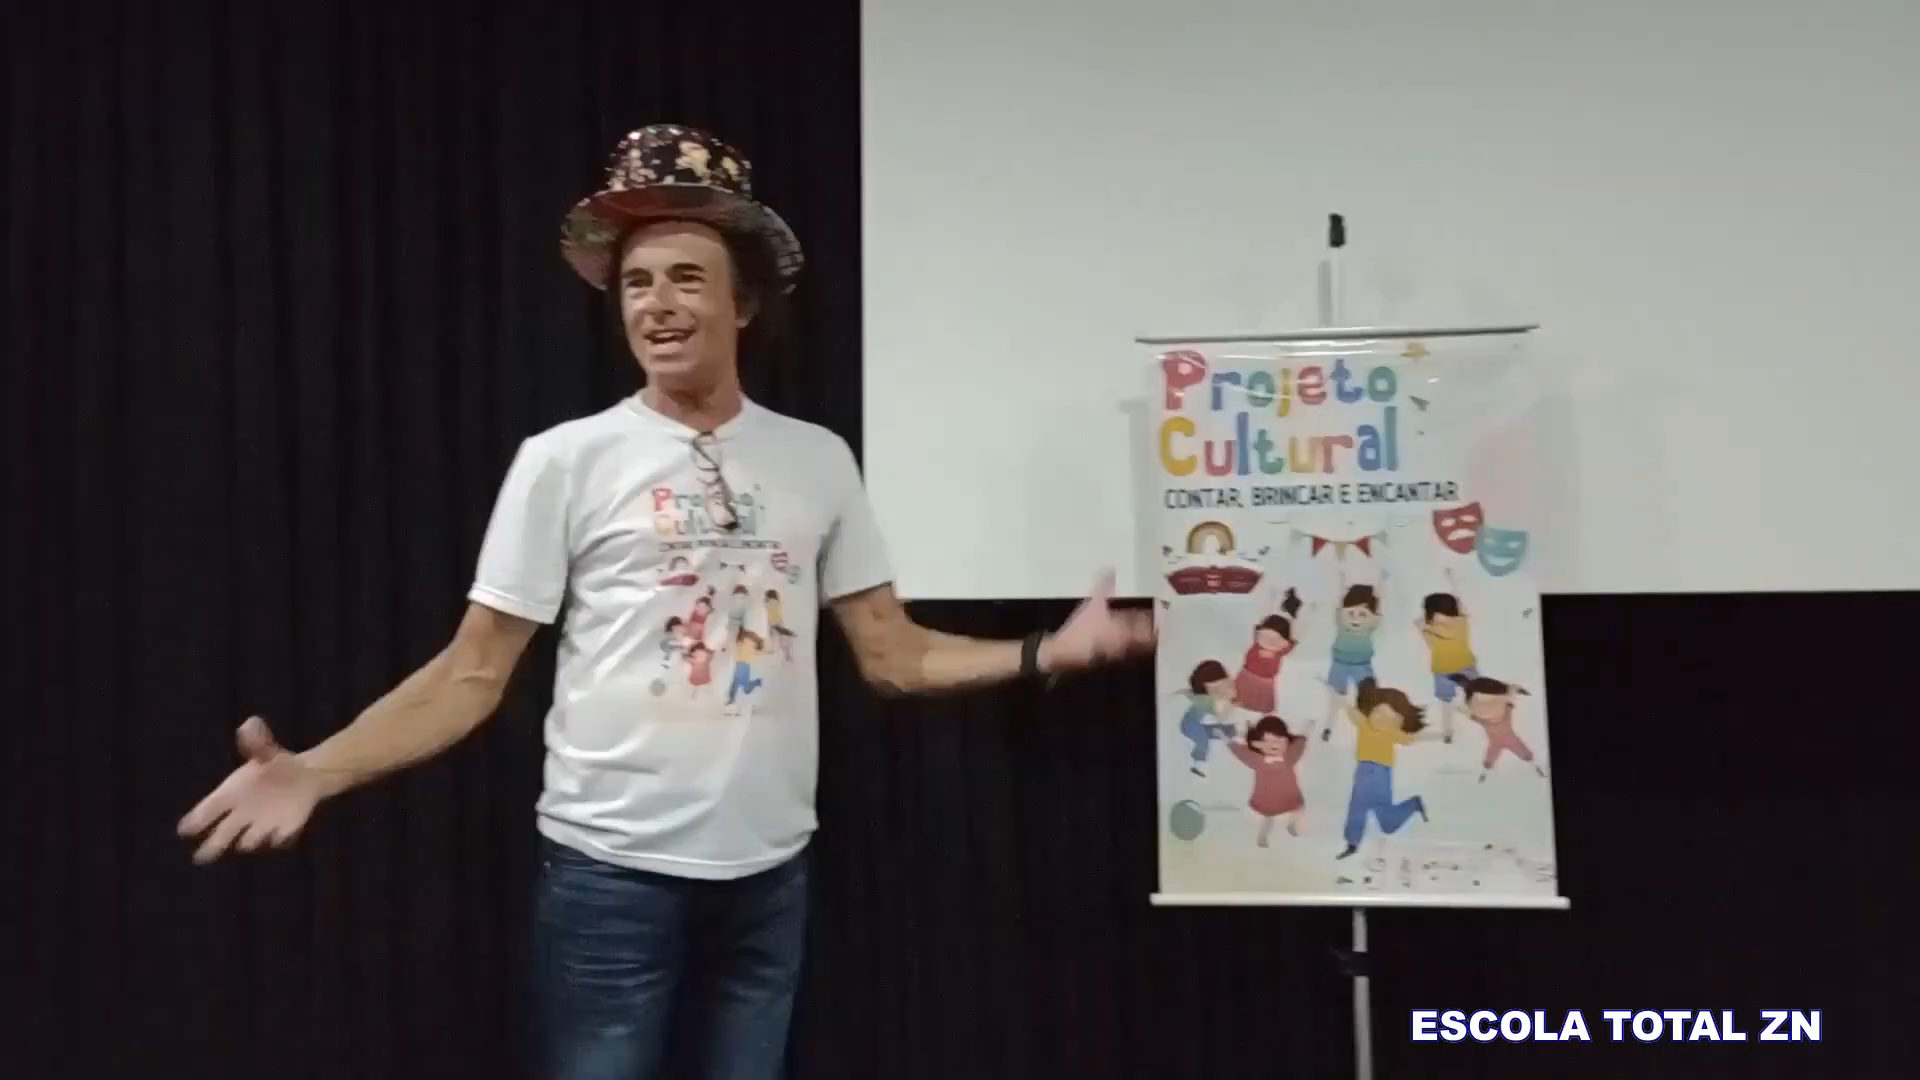 Projeto
Cultural
CONTAR, BRINCAR E ENCANTAR
Projeto
Cultural
ESCOLA TOTAL ZN